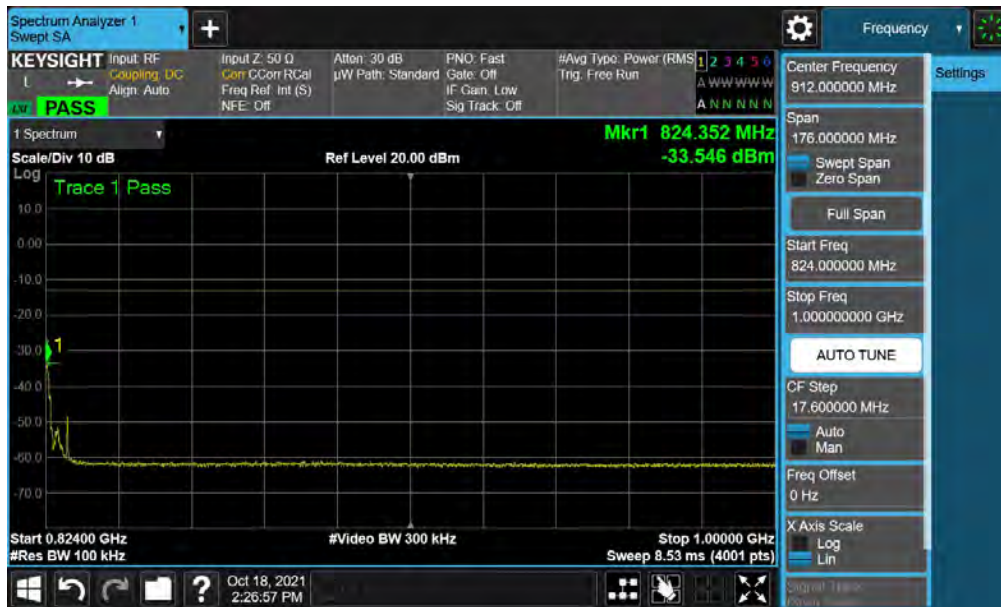 Spectrum Analyzer 1
Swept SA
Frequency
KEYSIGHT
L
PASS
Input: RF
Coupling: DC
Align: Auto
Input Z: 50 Ω
Corr CCorr RCal
Freq Ref: Int (S)
NFE: Off
Atten: 30 dB
µW Path: Standard
PNO: Fast
Gate: Off
IF Gain: Low
Sig Track: Off
#Avg Type: Power (RMS
Trig: Free Run
1 2 3 4 5 6
A W W W W W
A N N N N N
1 Spectrum
Mkr1 824.352 MHz
Scale/Div 10 dB
Ref Level 20.00 dBm
-33.546 dBm
Log
Trace 1 Pass
10.0
0.00
-10.0
-20.0
-30.0
1
-40.0
-50.0
-60.0
-70.0
Start 0.82400 GHz
#Video BW 300 kHz
Stop 1.00000 GHz
#Res BW 100 kHz
Sweep 8.53 ms (4001 pts)
Center Frequency
912.000000 MHz
Settings
Span
176.000000 MHz
Swept Span
Zero Span
Full Span
Start Freq
824.000000 MHz
Stop Freq
1.000000000 GHz
AUTO TUNE
CF Step
17.600000 MHz
Auto
Man
Freq Offset
0 Hz
X Axis Scale
Log
Lin
Signal Track
?
Oct 18, 2021
2:26:57 PM